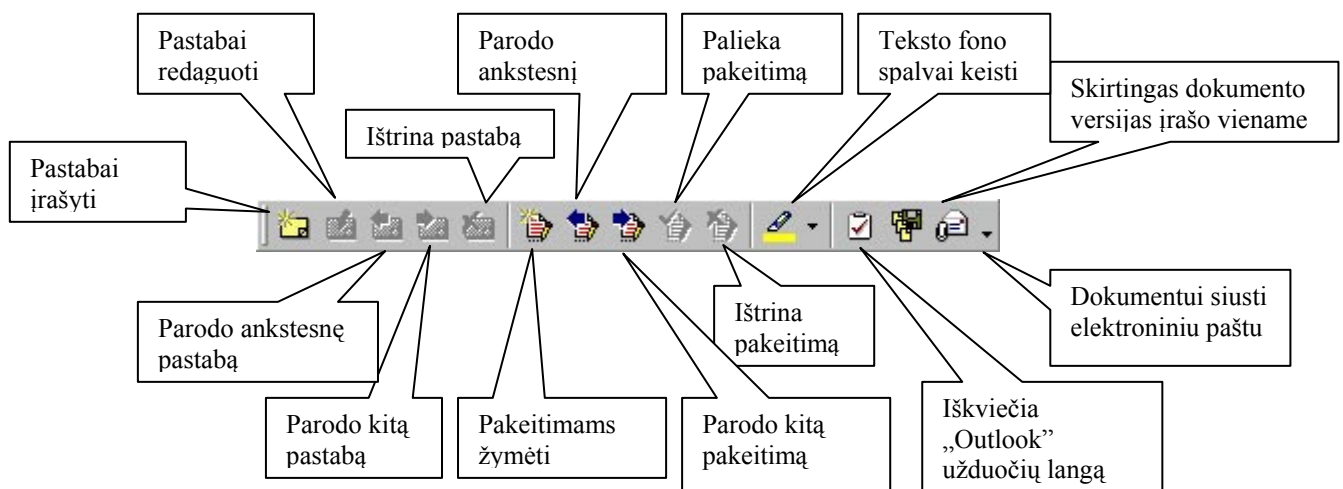 Pastabai
redaguoti
Parodo
ankstesnį
Palieka
pakeitimą
Teksto fono
spalvai keisti
Skirtingas dokumento
versijas įrašo viename
Ištrina pastabą
Pastabai
įrašyti
Parodo ankstesnę
pastabą
Parodo kitą
pastabą
Pakeitimams
žymėti
Parodo kitą
pakeitimą
Ištrina
pakeitimą
Iškviečia
„Outlook”
užduočių langą
Dokumentui siusti
elektroniniu paštu